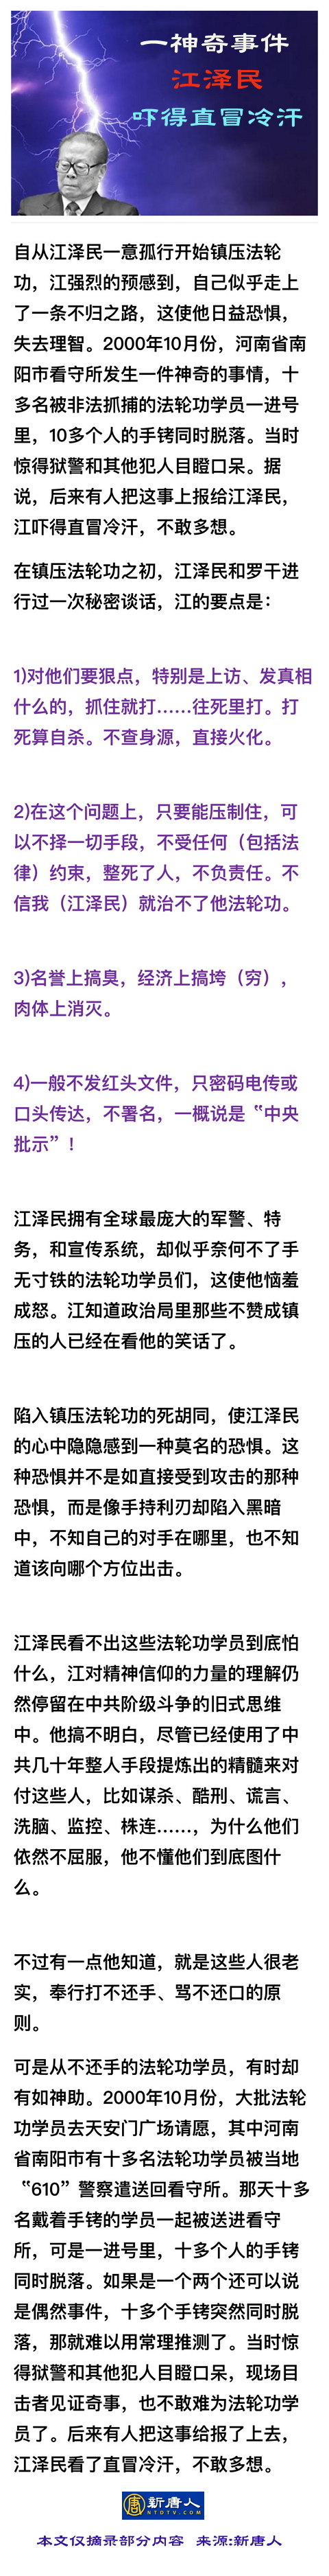 一神奇事件
江泽民
吓得直冒冷汗
自从江泽民一意孤行开始镇压法轮
功，江强烈的预感到，自己似乎走上
了一条不归之路，这使他日益恐惧，
失去理智。2000年10月份，河南省南
阳市看守所发生一件神奇的事情，十
多名被非法抓捕的法轮功学员一进号
里，10多个人的手铐同时脱落。当时
惊得狱警和其他犯人目瞪口呆。据
说，后来有人把这事上报给江泽民，
江吓得直冒冷汗，不敢多想。
在镇压法轮功之初，江泽民和罗干进
行过一次秘密谈话，江的要点是：
1)对他们要狠点，特别是上访、发真相
什么的，抓住就打……往死里打。打
死算自杀。不查身源，直接火化。
2)在这个问题上，只要能压制住，可
以不择一切手段，不受任何（包括法
律）约束，整死了人，不负责任。不
信我（江泽民）就治不了他法轮功。
3)名誉上搞臭，经济上搞垮（穷），
肉体上消灭。
4)一般不发红头文件，只密码电传或
口头传达，不署名，一概说是“中央
批示”！
江泽民拥有全球最庞大的军警、特
务，和宣传系统，却似乎奈何不了手
无寸铁的法轮功学员们，这使他恼羞
成怒。江知道政治局里那些不赞成镇
压的人已经在看他的笑话了。
陷入镇压法轮功的死胡同，使江泽民
的心中隐隐感到一种莫名的恐惧。这
种恐惧并不是如直接受到攻击的那种
恐惧，而是像手持利刃却陷入黑暗
中，不知自己的对手在哪里，也不知
道该向哪个方位出击。
江泽民看不出这些法轮功学员到底怕
什么，江对精神信仰的力量的理解仍
然停留在中共阶级斗争的旧式思维
中。他搞不明白，尽管已经使用了中
共几十年整人手段提炼出的精髓来对
付这些人，比如谋杀、酷刑、谎言、
洗脑、监控、株连……，为什么他们
依然不屈服，他不懂他们到底图什
么。
不过有一点他知道，就是这些人很老
实，奉行打不还手、骂不还口的原
则。
可是从不还手的法轮功学员，有时却
有如神助。2000年10月份，大批法轮
功学员去天安门广场请愿，其中河南
省南阳市有十多名法轮功学员被当地
“610”警察遣送回看守所。那天十多
名戴着手铐的学员一起被送进看守
所，可是一进号里，十多个人的手铐
同时脱落。如果是一个两个还可以说
是偶然事件，十多个手铐突然同时脱
落，那就难以用常理推测了。当时惊
得狱警和其他犯人目瞪口呆，现场目
击者见证奇事，也不敢难为法轮功学
员了。后来有人把这事给报了上去，
江泽民看了直冒冷汗，不敢多想。
新唐人
NTDTV.COM
本文仅摘录部分内容 来源:新唐人